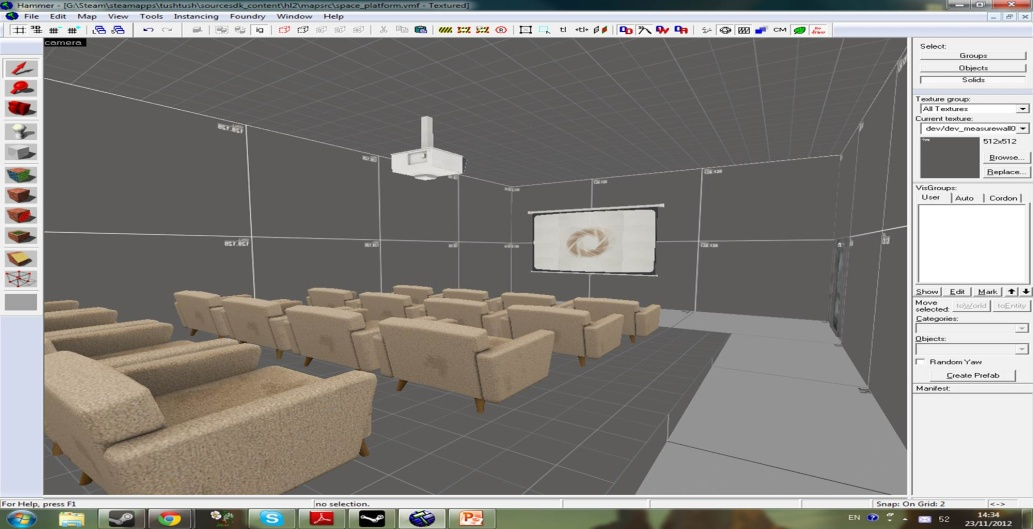 Hammer - [G:\Steam\steamapps\tushtush\sourcesdk_content\hl2\mapsrc\space_platform.vmf - Textured]
File Edit Map View Tools Instancing Foundry Window Help
camera
Select:
Groups
Objects
Solids
Texture group:
All Textures
Current texture:
dev/dev_measurewall0
512x512
Browse...
Replace...
VisGroups:
User Auto Cordon
Show Edit Mark
Move selected: toWorld toEntity
Categories:
Objects:
Random Yaw
Create Prefab
Manifest:
For Help, press F1 no selection. Snap: On Grid: 2 <->
EN 52 14:34
23/11/2012